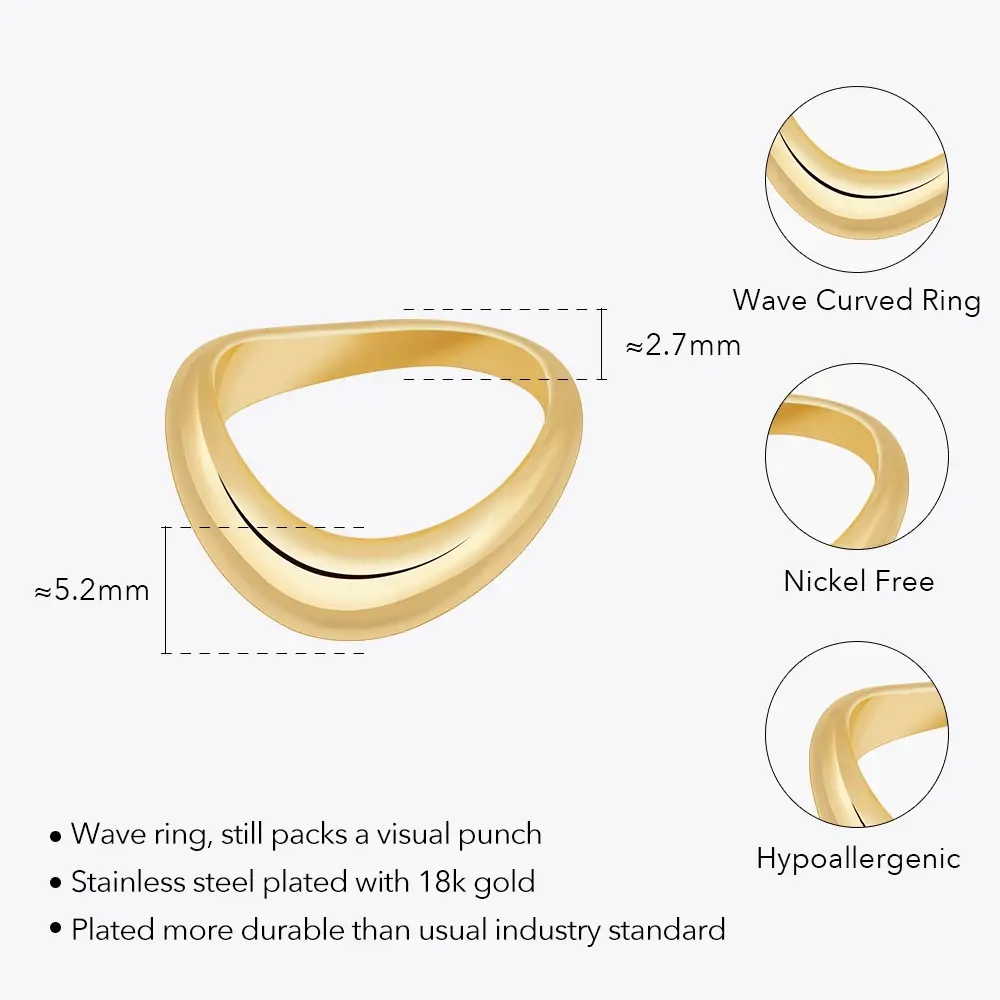 Wave Curved Ring
≈2.7mm
Nickel Free
≈5.2mm
Hypoallergenic
• Wave ring, still packs a visual punch
• Stainless steel plated with 18k gold
• Plated more durable than usual industry standard